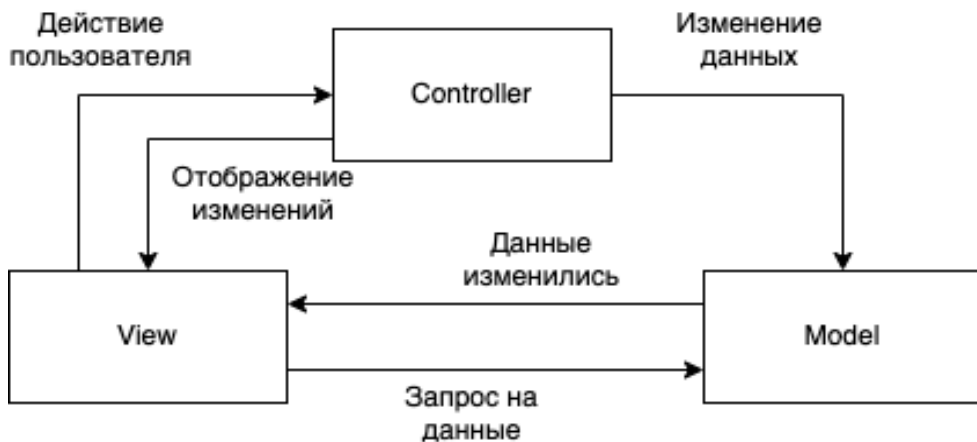 Действие
пользователя
Изменение
данных
Controller
Отображение
изменений
Данные
изменились
View
Model
Запрос на
данные